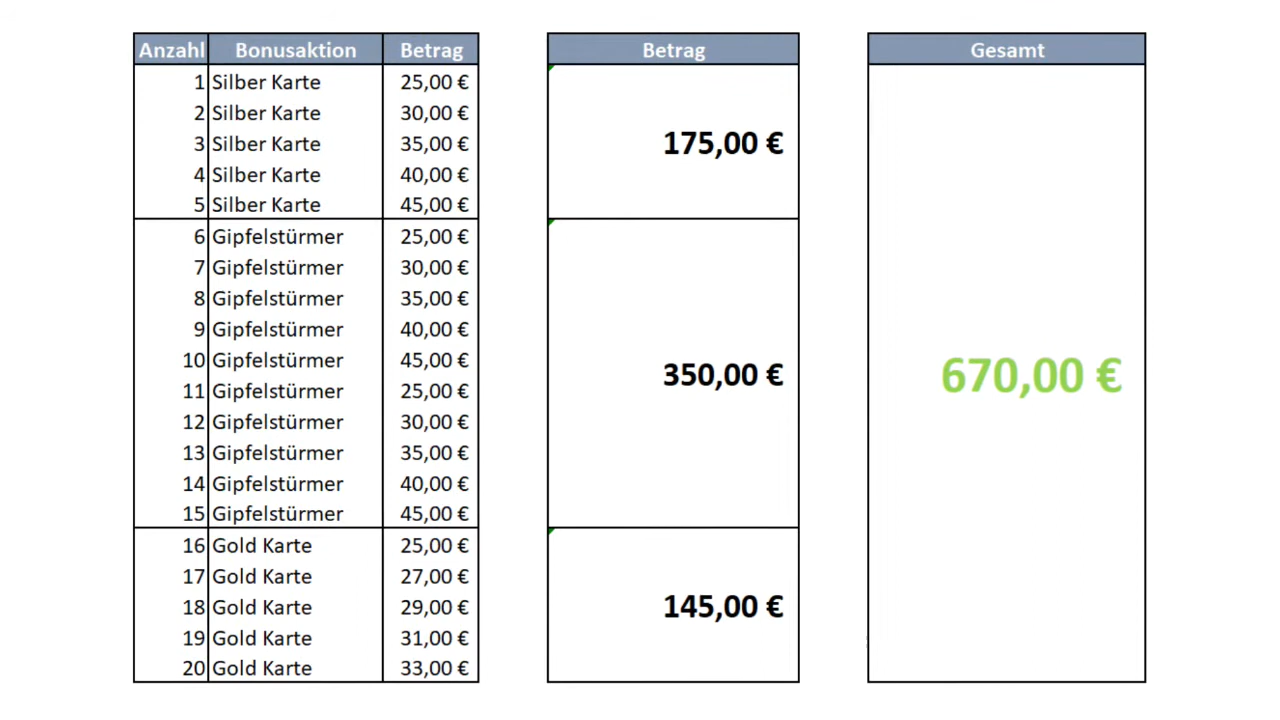 Anzahl Bonusaktion Betrag Betrag Gesamt
1 Silber Karte 25,00 €
2 Silber Karte 30,00 €
3 Silber Karte 35,00 € 175,00 €
4 Silber Karte 40,00 €
5 Silber Karte 45,00 €
6 Gipfelstürmer 25,00 €
7 Gipfelstürmer 30,00 €
8 Gipfelstürmer 35,00 €
9 Gipfelstürmer 40,00 €
10 Gipfelstürmer 45,00 € 350,00 € 670,00 €
11 Gipfelstürmer 25,00 €
12 Gipfelstürmer 30,00 €
13 Gipfelstürmer 35,00 €
14 Gipfelstürmer 40,00 €
15 Gipfelstürmer 45,00 €
16 Gold Karte 25,00 €
17 Gold Karte 27,00 €
18 Gold Karte 29,00 € 145,00 €
19 Gold Karte 31,00 €
20 Gold Karte 33,00 €